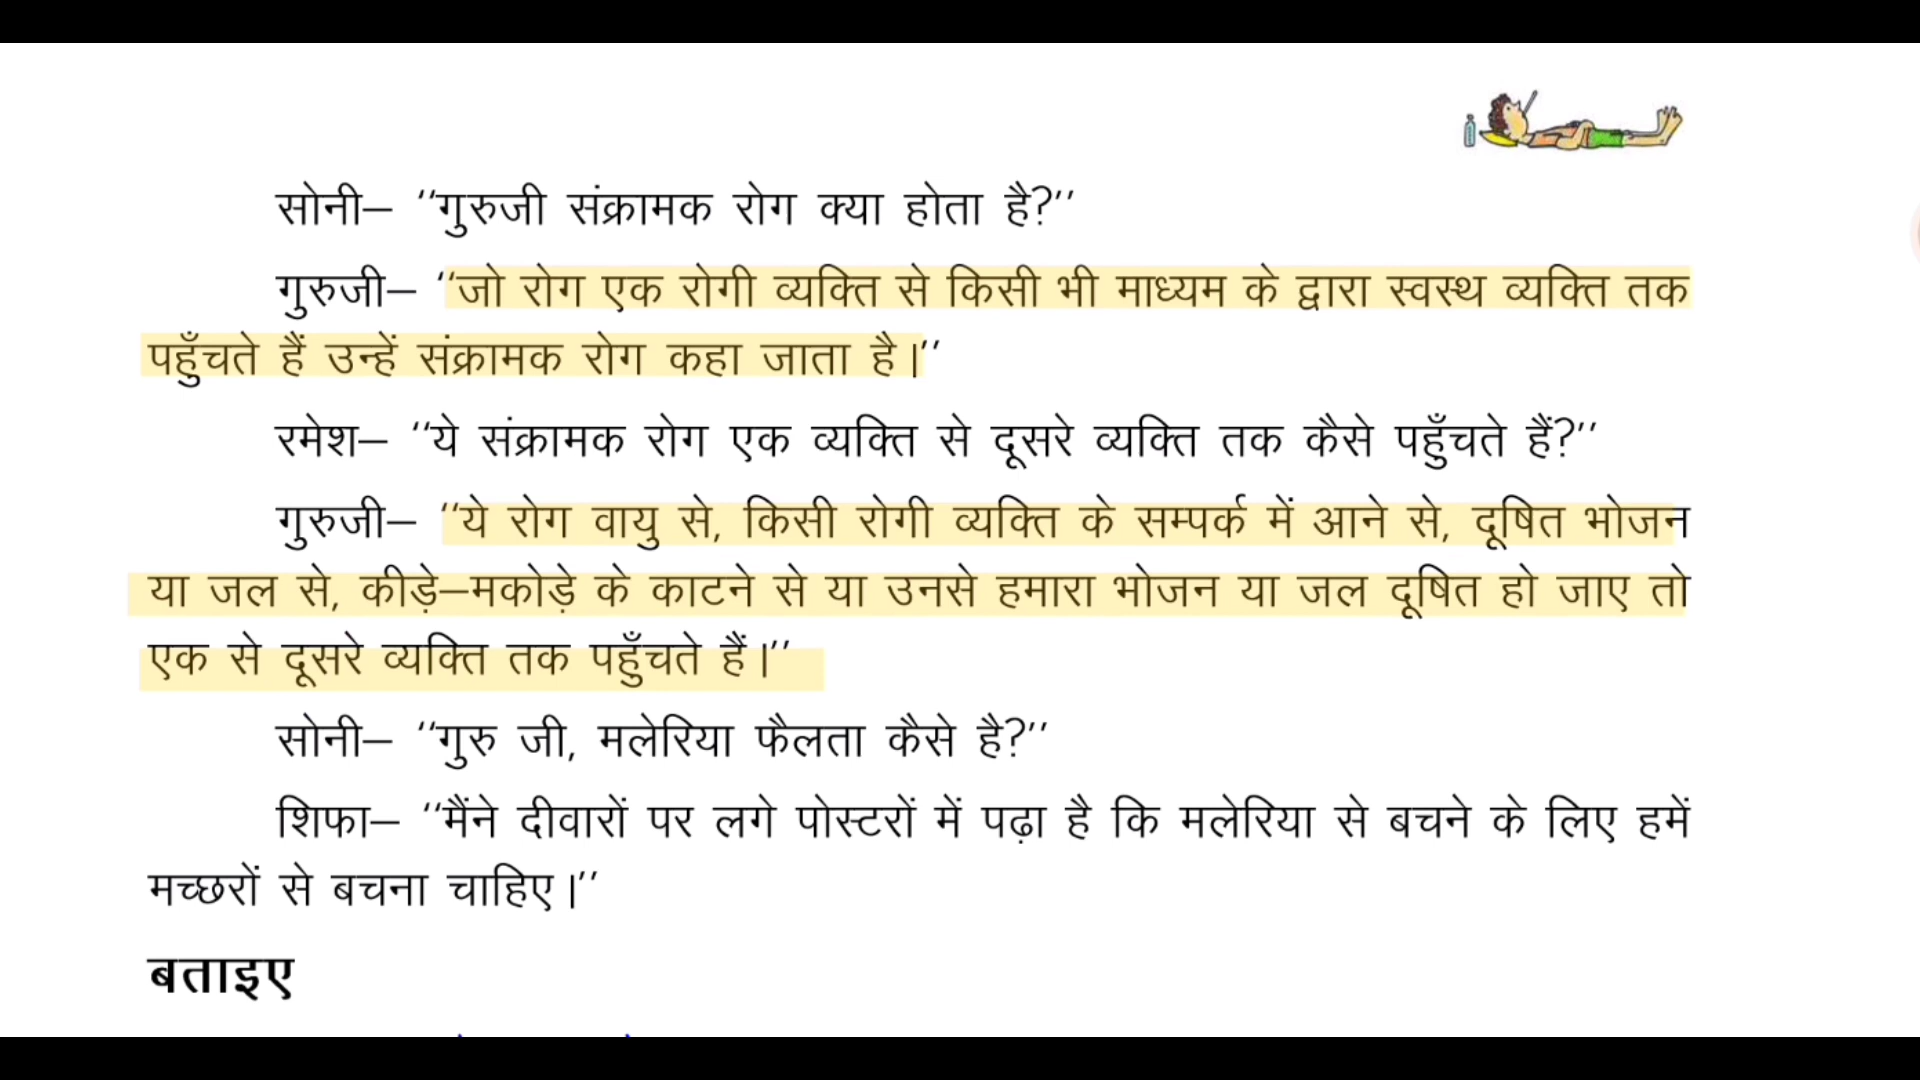 सोनी– ‘‘गुरुजी संक्रामक रोग क्या होता है?’’
गुरुजी– ‘‘जो रोग एक रोगी व्यक्ति से किसी भी माध्यम के द्वारा स्वस्थ व्यक्ति तक
पहुँचते हैं उन्हें संक्रामक रोग कहा जाता है।’’
रमेश– ‘‘ये संक्रामक रोग एक व्यक्ति से दूसरे व्यक्ति तक कैसे पहुँचते हैं?’’
गुरुजी– ‘‘ये रोग वायु से, किसी रोगी व्यक्ति के सम्पर्क में आने से, दूषित भोजन
या जल से, कीड़े–मकोड़े के काटने से या उनसे हमारा भोजन या जल दूषित हो जाए तो
एक से दूसरे व्यक्ति तक पहुँचते हैं।’’
सोनी– ‘‘गुरु जी, मलेरिया फैलता कैसे है?’’
शिफा– ‘‘मैंने दीवारों पर लगे पोस्टरों में पढ़ा है कि मलेरिया से बचने के लिए हमें
मच्छरों से बचना चाहिए।’’
बताइए